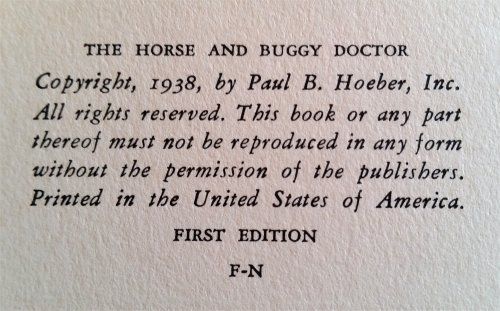 THE HORSE AND BUGGY DOCTOR
Copyright, 1938, by Paul B. Hoeber, Inc.
All rights reserved. This book or any part
thereof must not be reproduced in any form
without the permission of the publishers.
Printed in the United States of America.
FIRST EDITION
F-N